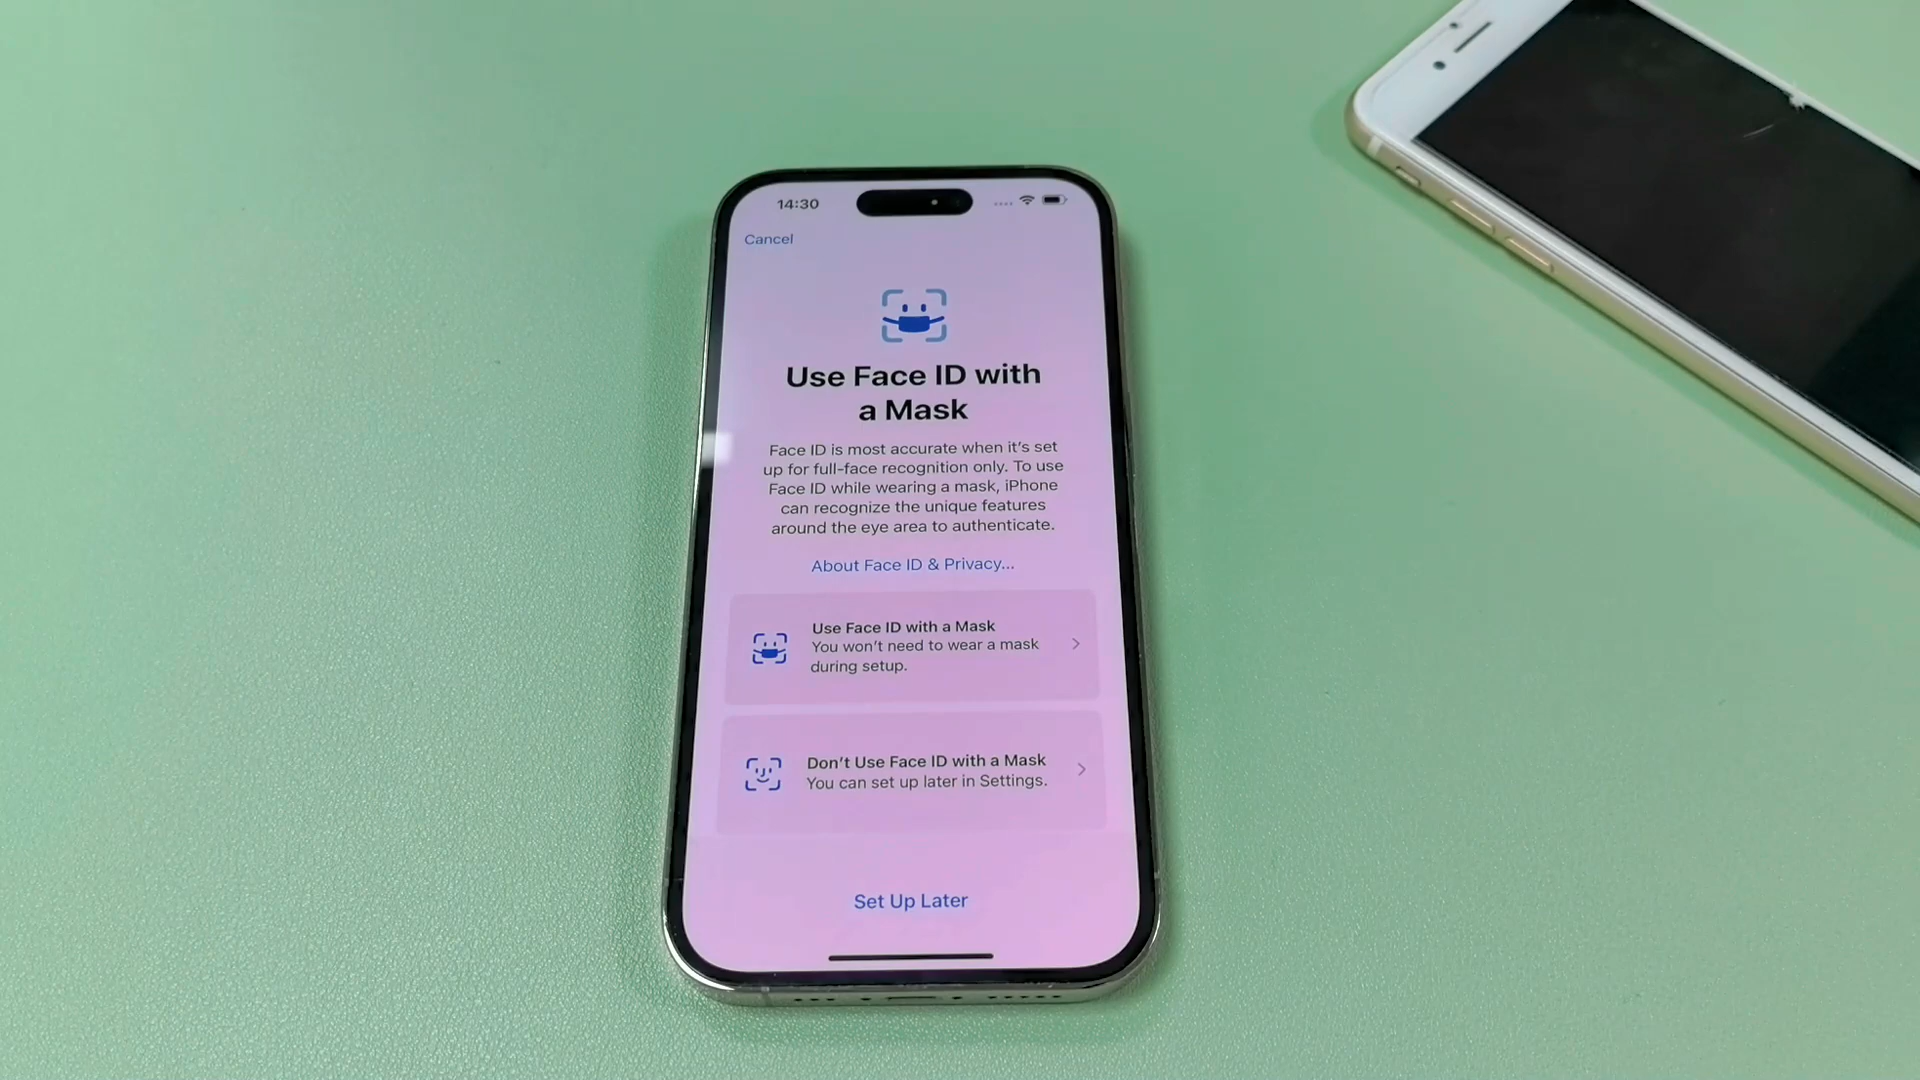 14:30
Cancel
Use Face ID with
a Mask
Face ID is most accurate when it's set
up for full-face recognition only. To use
Face ID while wearing a mask, iPhone
can recognize the unique features
around the eye area to authenticate.
About Face ID & Privacy...
Use Face ID with a Mask
You won't need to wear a mask
during setup.
Don't Use Face ID with a Mask
You can set up later in Settings.
Set Up Later